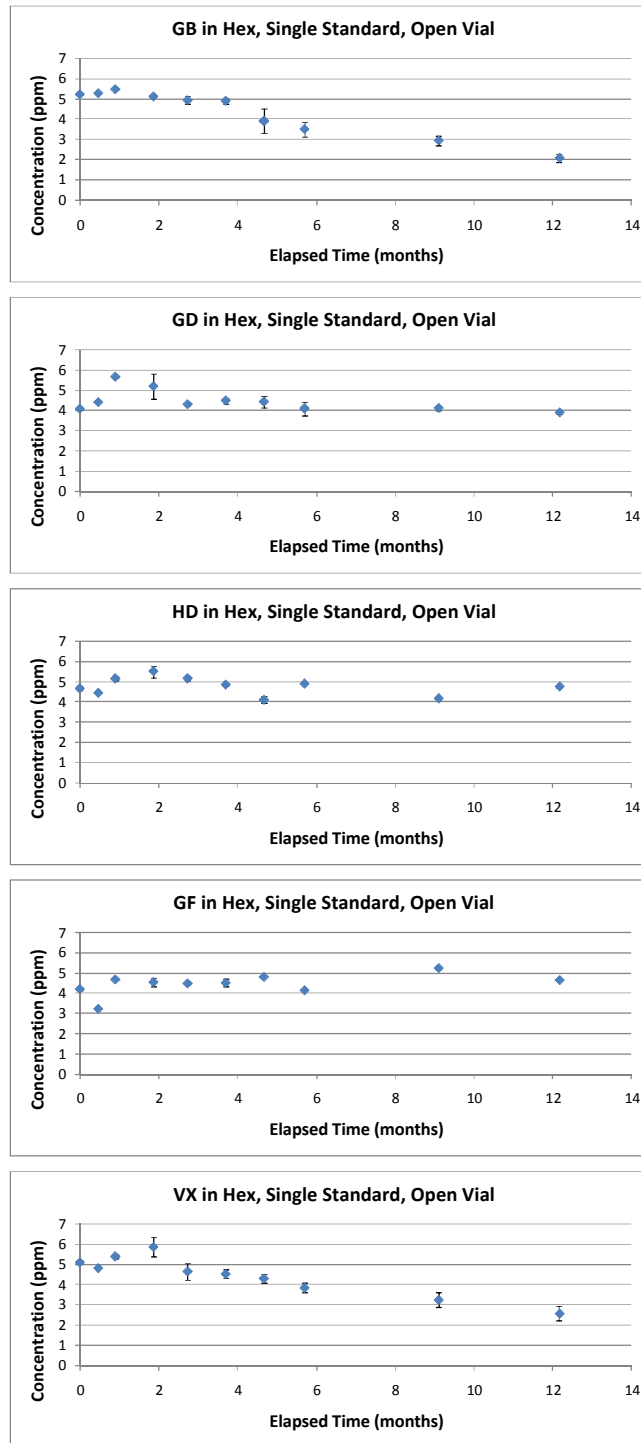 GB in Hex, Single Standard, Open Vial
Concentration (ppm)
7
6
5
4
3
2
1
0
0 2 4 6 8 10 12 14
Elapsed Time (months)
GD in Hex, Single Standard, Open Vial
Concentration (ppm)
7
6
5
4
3
2
1
0
0 2 4 6 8 10 12 14
Elapsed Time (months)
HD in Hex, Single Standard, Open Vial
Concentration (ppm)
7
6
5
4
3
2
1
0
0 2 4 6 8 10 12 14
Elapsed Time (months)
GF in Hex, Single Standard, Open Vial
Concentration (ppm)
7
6
5
4
3
2
1
0
0 2 4 6 8 10 12 14
Elapsed Time (months)
VX in Hex, Single Standard, Open Vial
Concentration (ppm)
7
6
5
4
3
2
1
0
0 2 4 6 8 10 12 14
Elapsed Time (months)